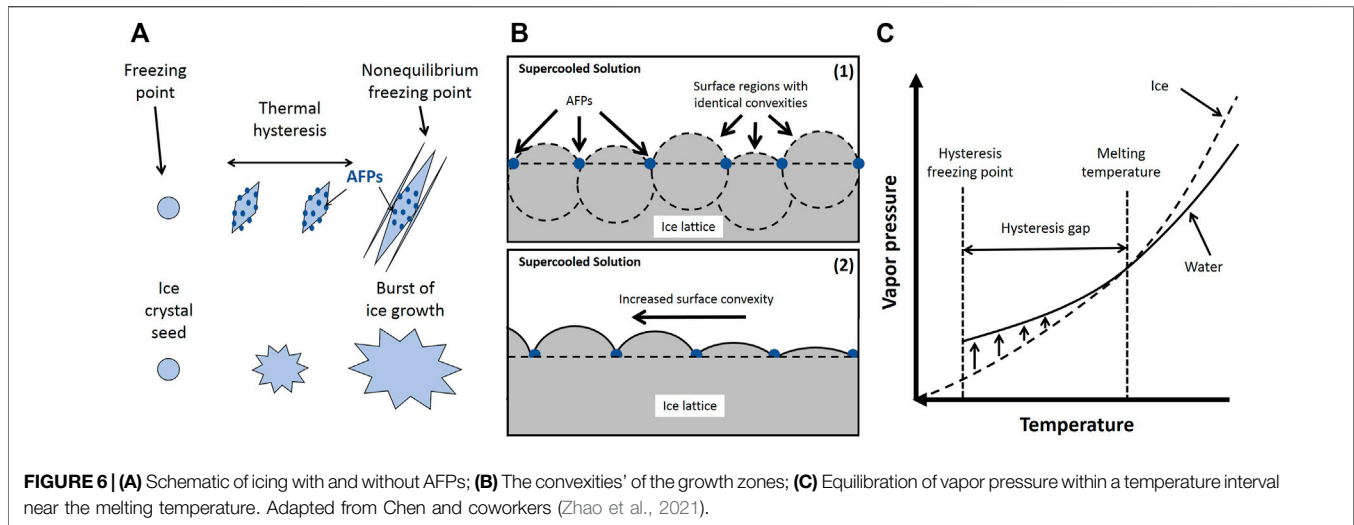 A
Freezing
point
Thermal
hysteresis
Nonequilibrium
freezing point
AFPs
Ice
crystal
seed
Burst of
ice growth
B
Supercooled Solution
(1)
AFPs
Surface regions with
identical convexities
Ice lattice
Supercooled Solution
(2)
Increased surface convexity
Ice lattice
C
Ice
Hysteresis
freezing point
Melting
temperature
Hysteresis gap
Water
Vapor pressure
Temperature
FIGURE 6 | (A) Schematic of icing with and without AFPs; (B) The convexities’ of the growth zones; (C) Equilibration of vapor pressure within a temperature interval
near the melting temperature. Adapted from Chen and coworkers (Zhao et al., 2021).